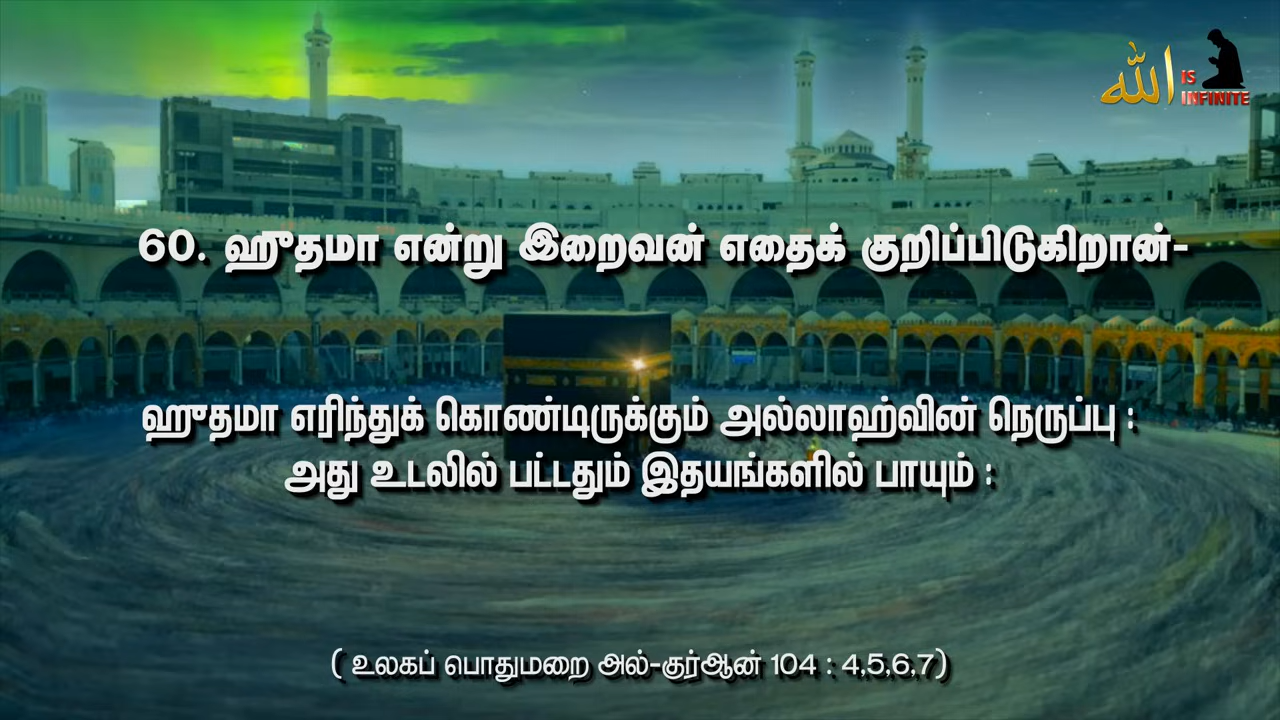 الله
IS
INFINITE
60. ஹுதமா என்று இறைவன் எதைக் குறிப்பிடுகிறான்-
ஹுதமா எரிந்துக் கொண்டிருக்கும் அல்லாஹ்வின் நெருப்பு :
அது உடலில் பட்டதும் இதயங்களில் பாயும் :
( உலகப் பொதுமறை அல்-குர்ஆன் 104 : 4,5,6,7)